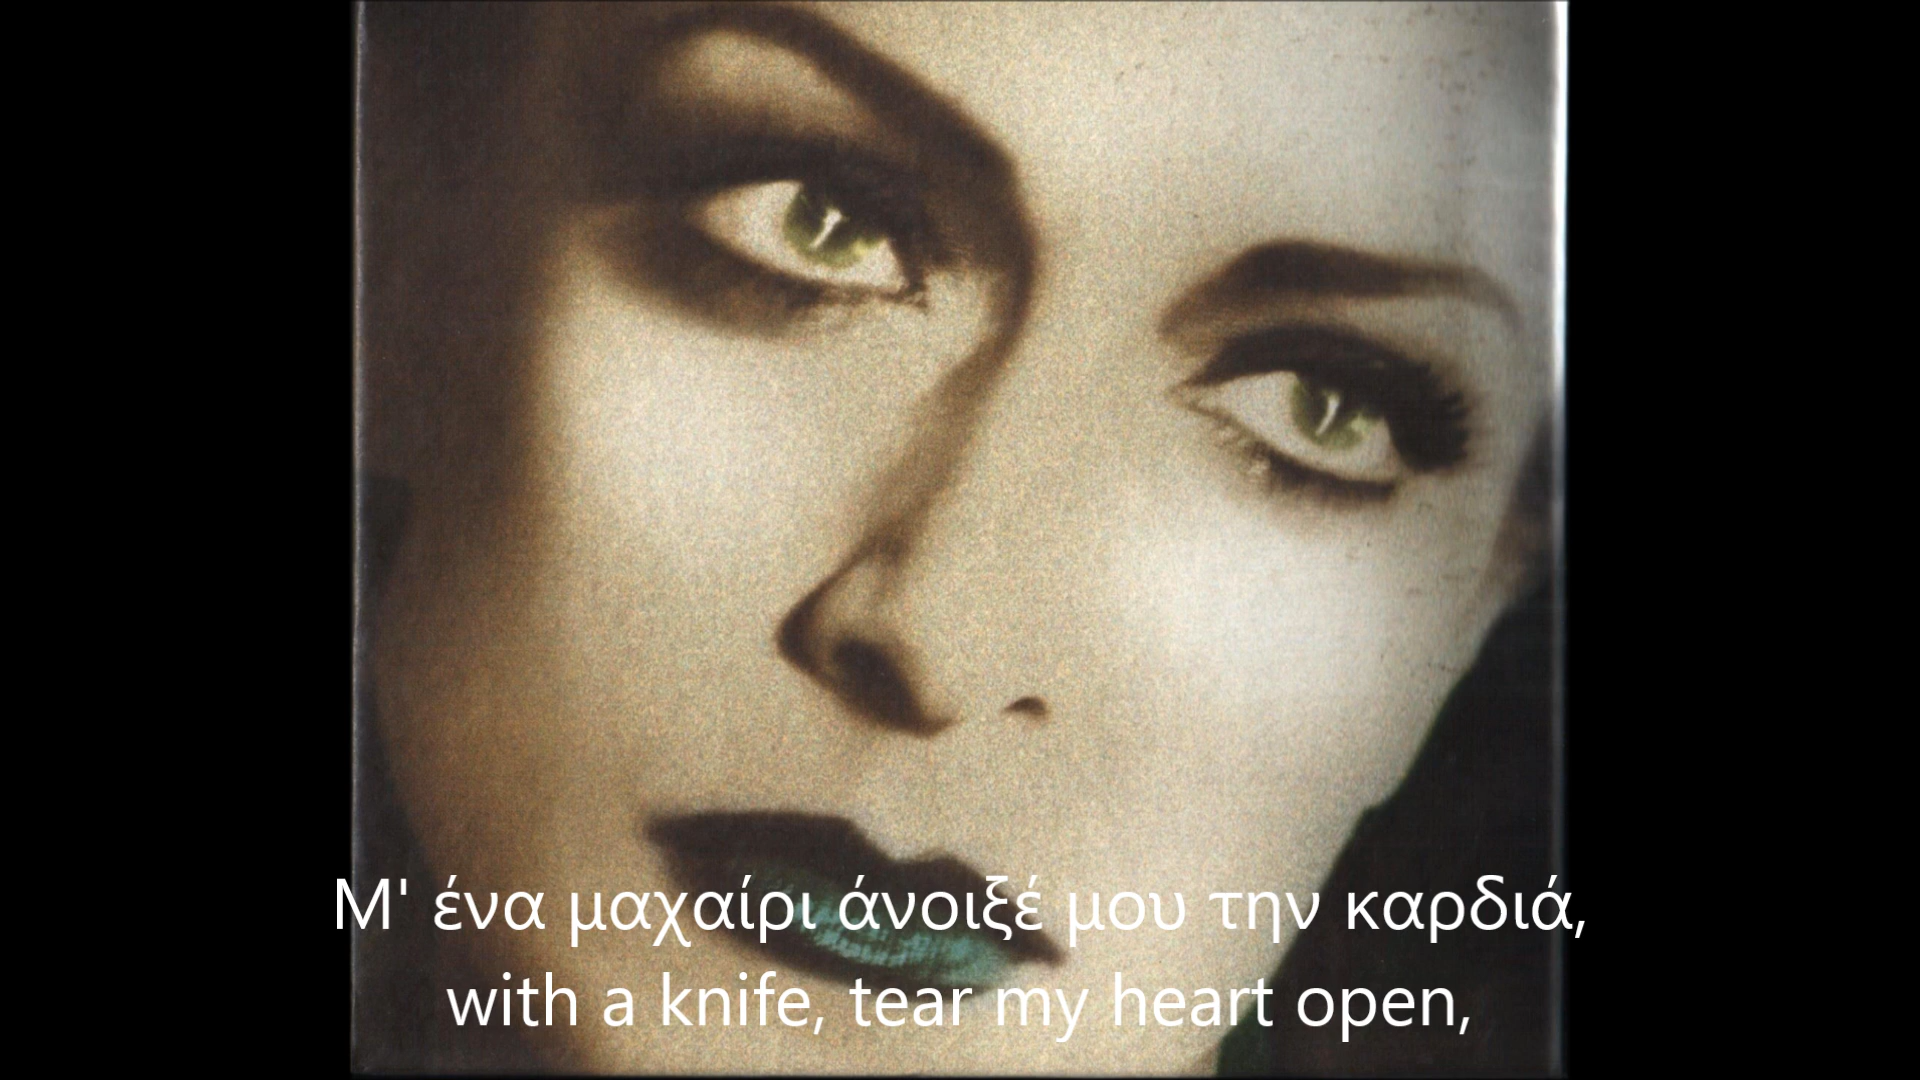 Μ' ένα μαχαίρι άνοιξέ μου την καρδιά,
with a knife, tear my heart open,